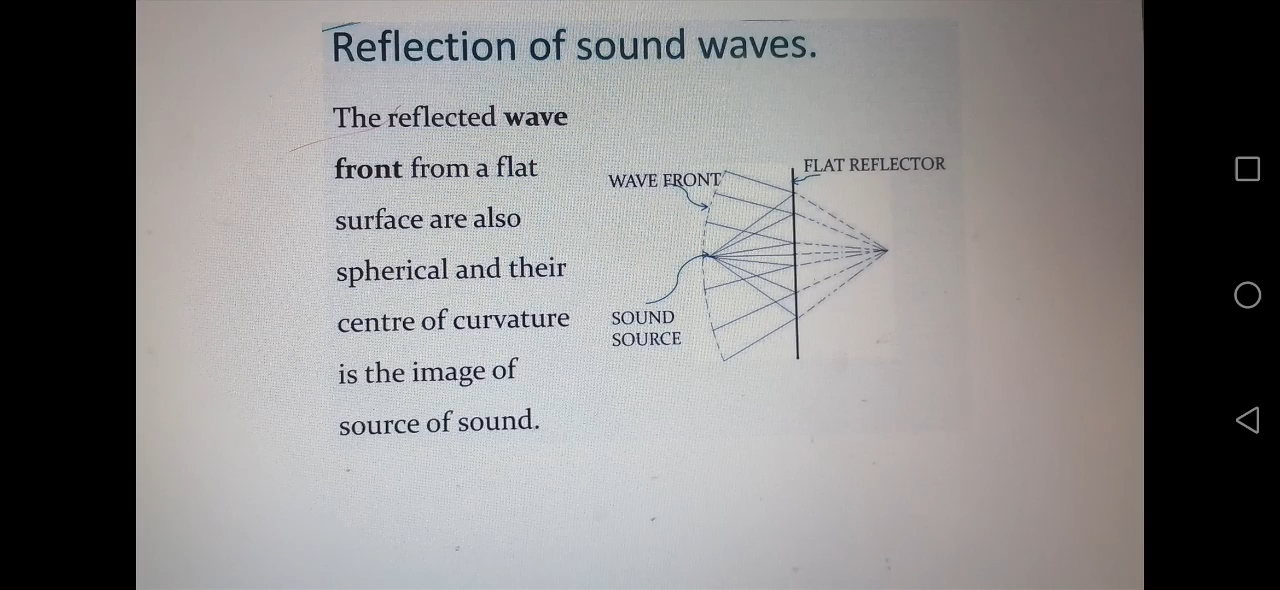 Reflection of sound waves.
The reflected wave
front from a flat
surface are also
spherical and their
centre of curvature
is the image of
source of sound.
WAVE FRONT
FLAT REFLECTOR
SOUND
SOURCE